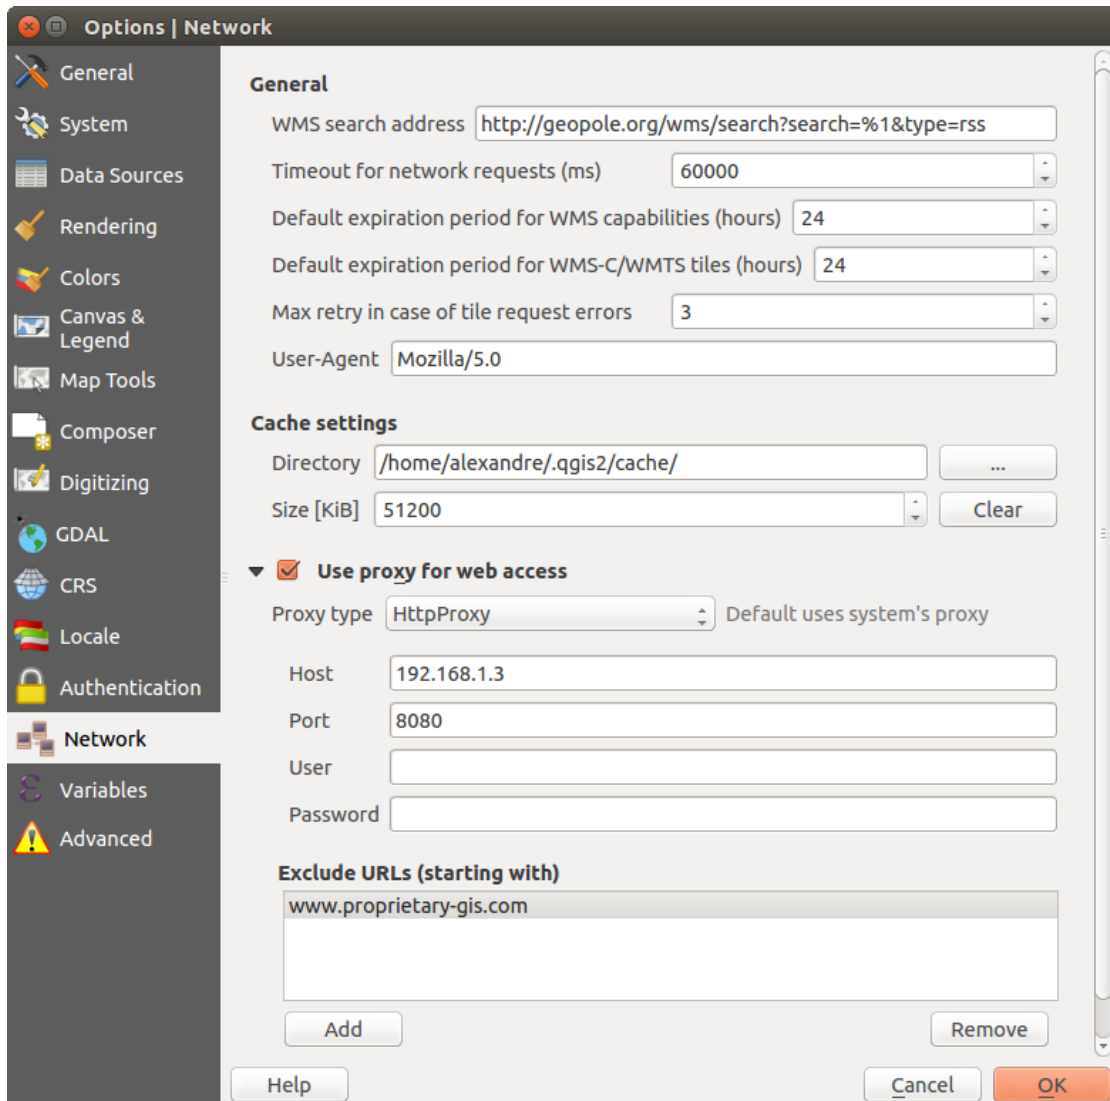 Options | Network
General
System
Data Sources
Rendering
Colors
Canvas &
Legend
Map Tools
Composer
Digitizing
GDAL
CRS
Locale
Authentication
Network
Variables
Advanced
General
WMS search address http://geopole.org/wms/search?search=%1&type=rss
Timeout for network requests (ms) 60000
Default expiration period for WMS capabilities (hours) 24
Default expiration period for WMS-C/WMTS tiles (hours) 24
Max retry in case of tile request errors 3
User-Agent Mozilla/5.0
Cache settings
Directory /home/alexandre/.qgis2/cache/ ...
Size [KiB] 51200 Clear
Use proxy for web access
Proxy type HttpProxy Default uses system's proxy
Host 192.168.1.3
Port 8080
User
Password
Exclude URLs (starting with)
www.proprietary-gis.com
Add Remove
Help Cancel OK